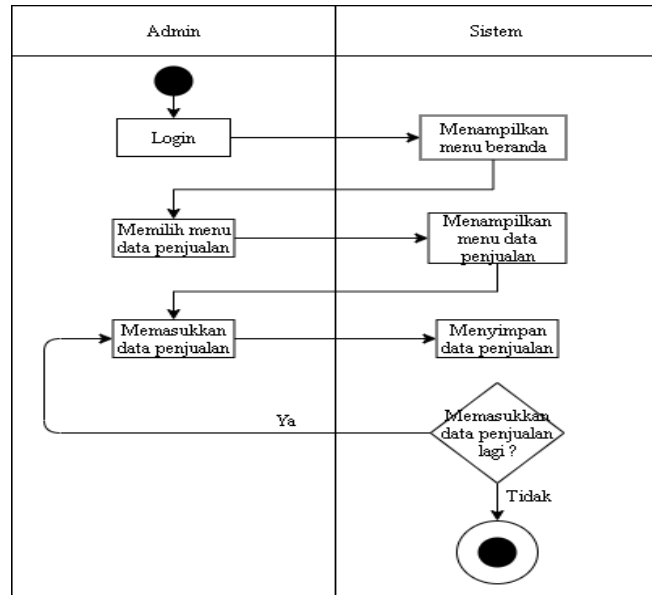 Admin
Sistem
Login
Menampilkan
menu beranda
Memilih menu
data penjualan
Menampilkan
menu data
penjualan
Memasukkan
data penjualan
Menyimpan
data penjualan
Memasukkan
data penjualan
lagi ?
Ya
Tidak